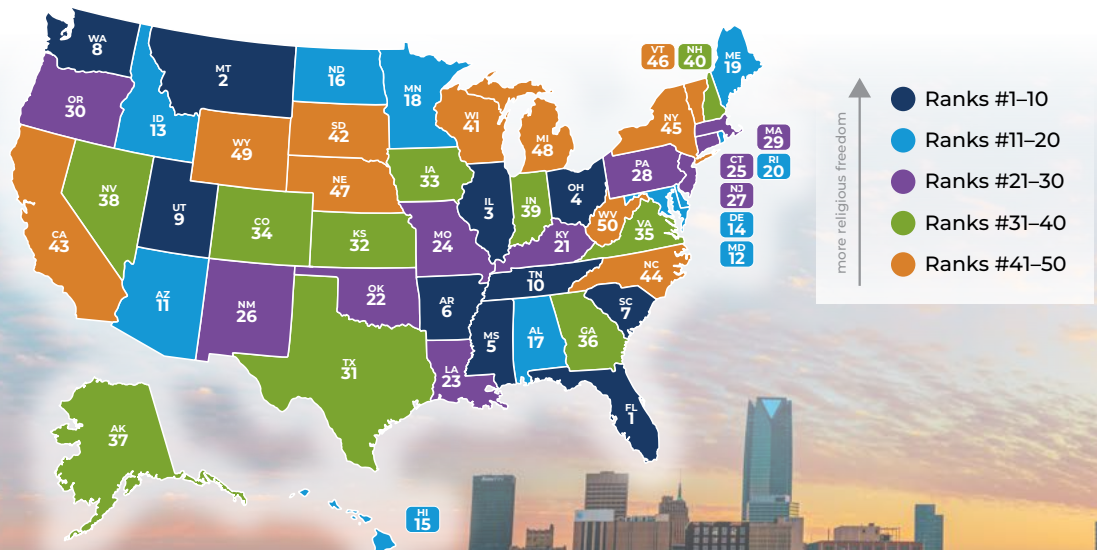 WA
8
MT
2
ND
16
MN
18
VT
46
NH
40
ME
19
OR
30
ID
13
WY
49
SD
42
WI
41
MI
48
NY
45
MA
29
CT
25
RI
20
NJ
27
DE
14
MD
12
NV
38
UT
9
CO
34
NE
47
IA
33
IL
3
IN
39
OH
4
PA
28
WV
50
VA
35
CA
43
KS
32
MO
24
KY
21
NC
44
TN
10
AZ
11
NM
26
OK
22
AR
6
SC
7
TX
31
LA
23
MS
5
AL
17
GA
36
FL
1
AK
37
HI
15
more religious freedom
Ranks #1–10
Ranks #11–20
Ranks #21–30
Ranks #31–40
Ranks #41–50